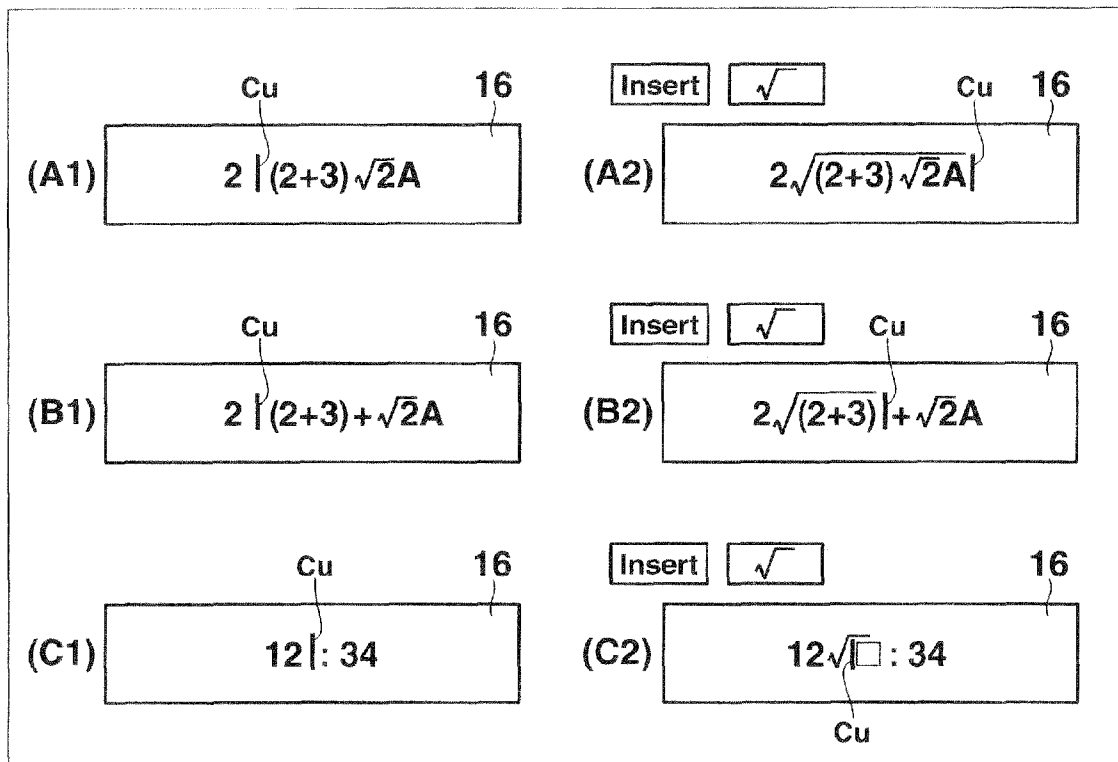 Cu 16 Insert √ Cu 16
(A1) 2 |(2+3)√2A (A2) 2√(2+3)√2A|
Cu 16 Insert √ Cu 16
(B1) 2 |(2+3)+√2A (B2) 2√(2+3)|+√2A
Cu 16 Insert √ 16
(C1) 12 |: 34 (C2) 12√|□ : 34
Cu